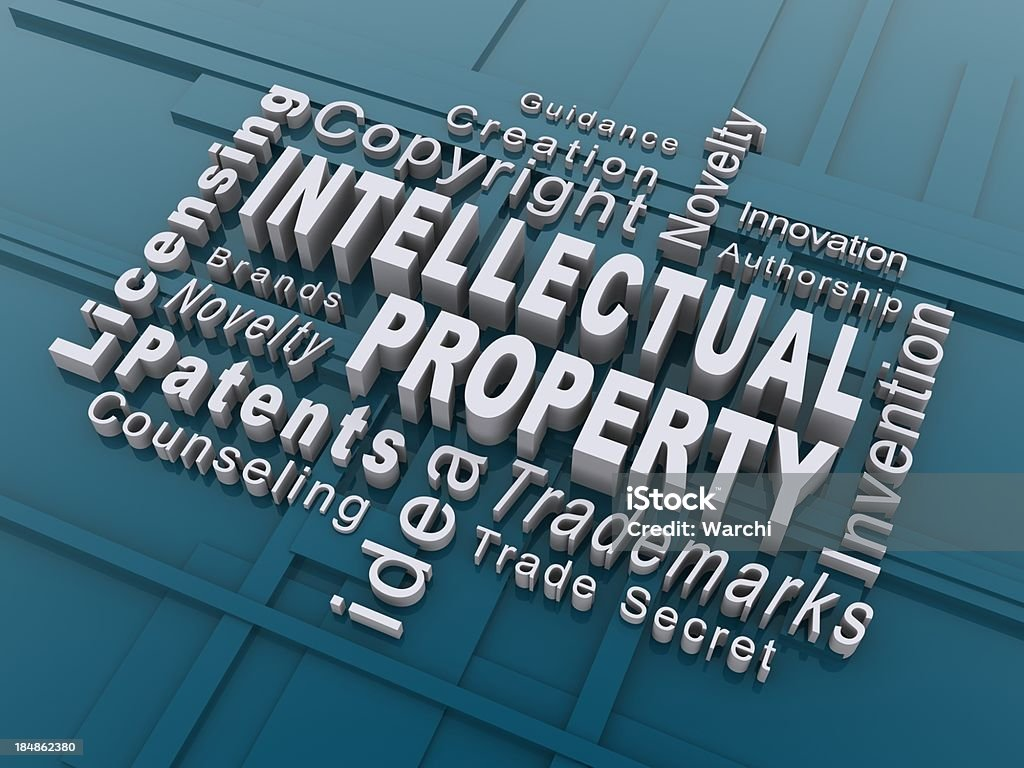 Guidance
Creation
Copyright
Licensing
Novelty
Innovation
Authorship
INTELLECTUAL
PROPERTY
Brands
Novelty
Patents
Counseling
idea
Invention
Trademarks
Trade Secret
iStock™
Credit: Warchi
184862380